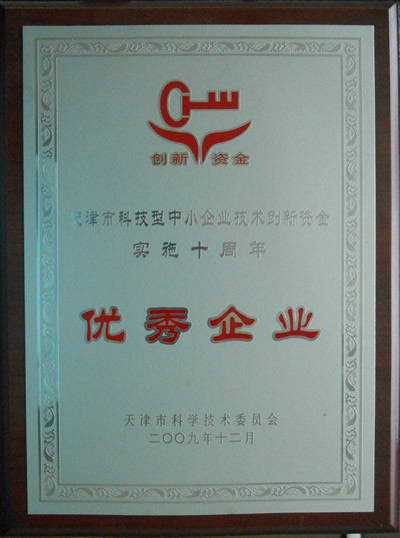 创新 资金
天津市科技型中小企业技术创新资金
实施十周年
优秀企业
天津市科学技术委员会
二〇〇九年十二月